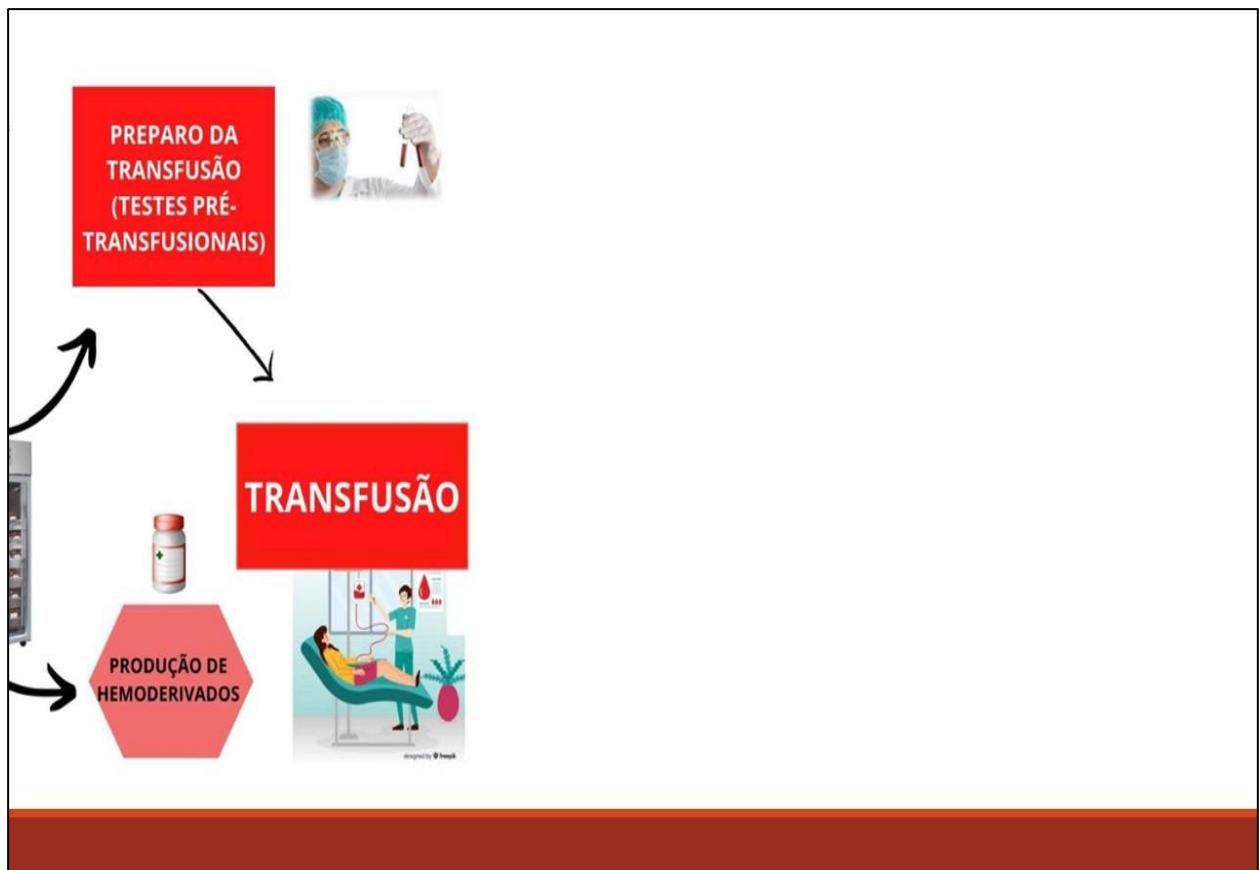 PREPARO DA
TRANSFUSÃO
(TESTES PRÉ-
TRANSFUSIONAIS)
TRANSFUSÃO
PRODUÇÃO DE
HEMODERIVADOS
designed by freepik